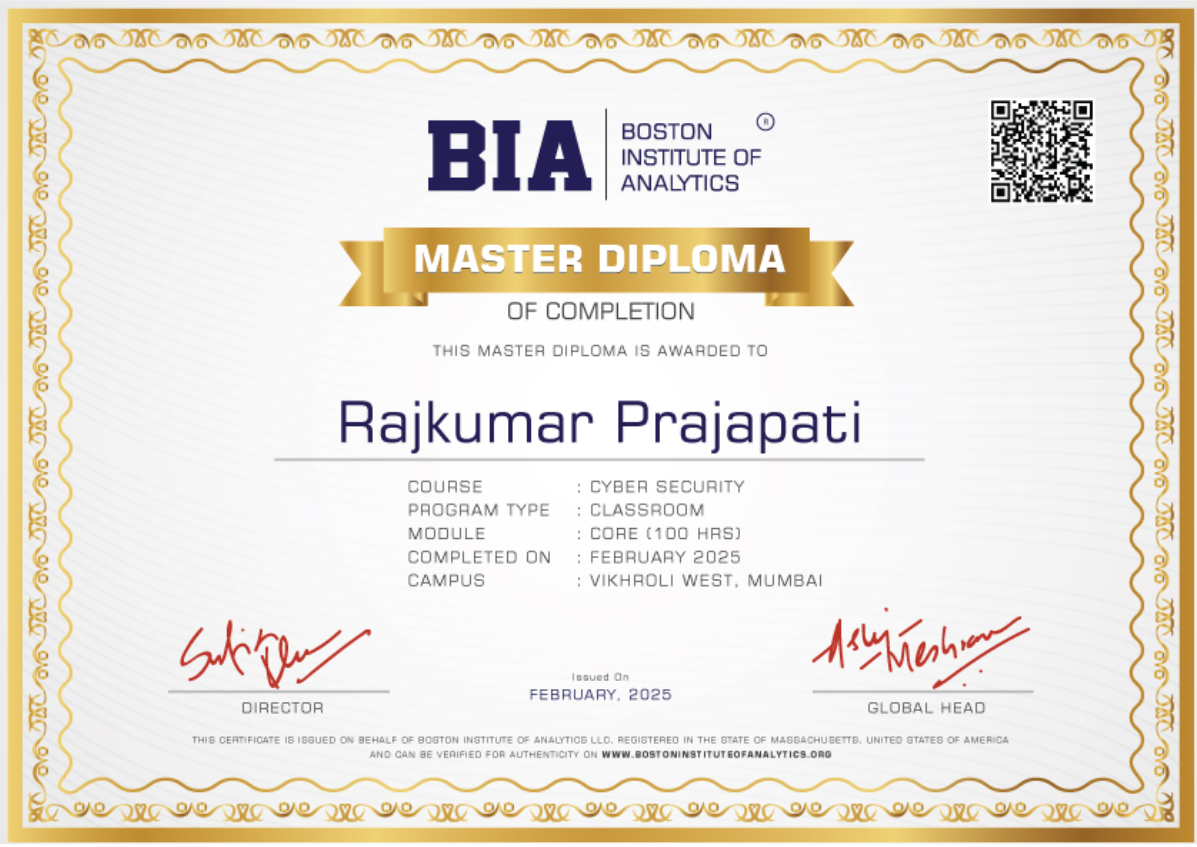 BIA
BOSTON
INSTITUTE OF
ANALYTICS
®
MASTER DIPLOMA
OF COMPLETION
THIS MASTER DIPLOMA IS AWARDED TO
Rajkumar Prajapati
COURSE : CYBER SECURITY
PROGRAM TYPE : CLASSROOM
MODULE : CORE (100 HRS)
COMPLETED ON : FEBRUARY 2025
CAMPUS : VIKHROLI WEST, MUMBAI
Issued On
FEBRUARY, 2025
DIRECTOR
GLOBAL HEAD
THIS CERTIFICATE IS ISSUED ON BEHALF OF BOSTON INSTITUTE OF ANALYTICS LLC, REGISTERED IN THE STATE OF MASSACHUSETTS, UNITED STATES OF AMERICA
AND CAN BE VERIFIED FOR AUTHENTICITY ON WWW.BOSTONINSTITUTEOFANALYTICS.ORG